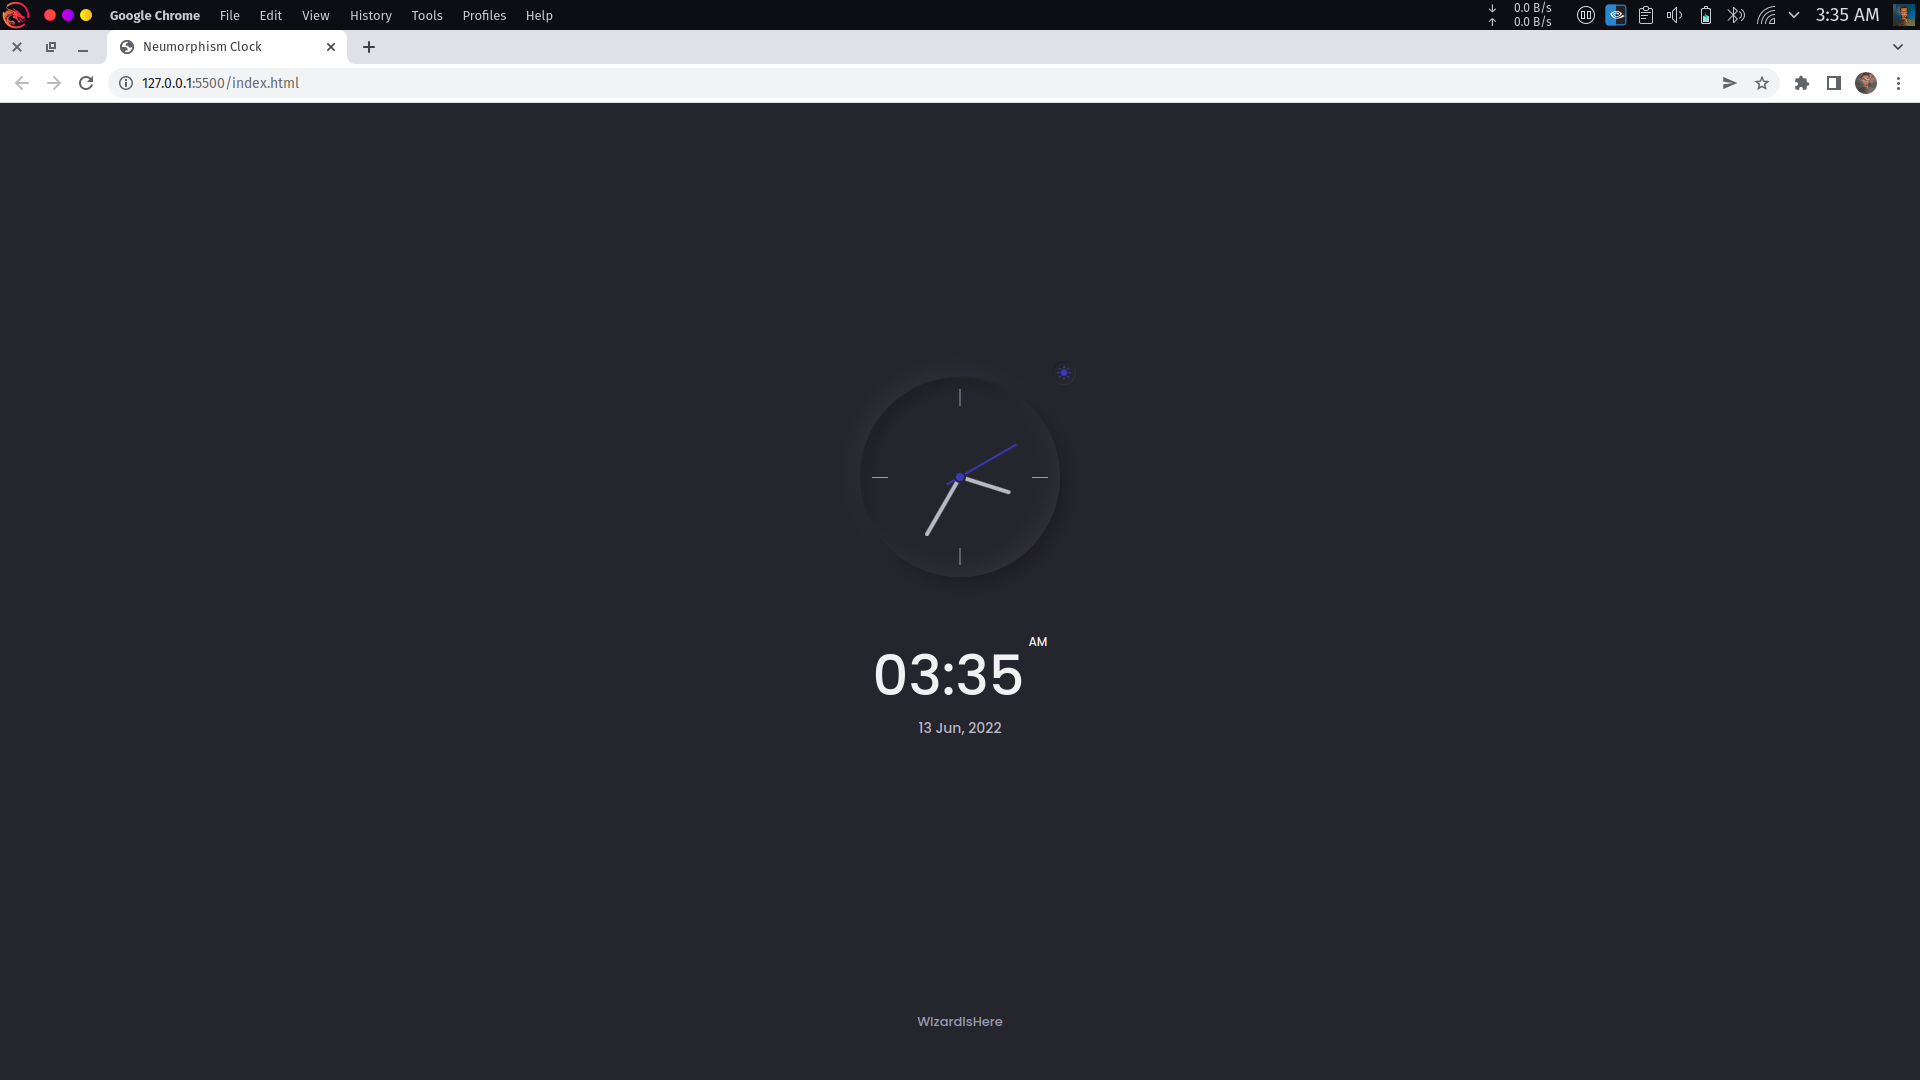 Google Chrome File Edit View History Tools Profiles Help
0.0 B/s
0.0 B/s
3:35 AM
Neumorphism Clock
127.0.0.1:5500/index.html
AM
03:35
13 Jun, 2022
WizardIsHere